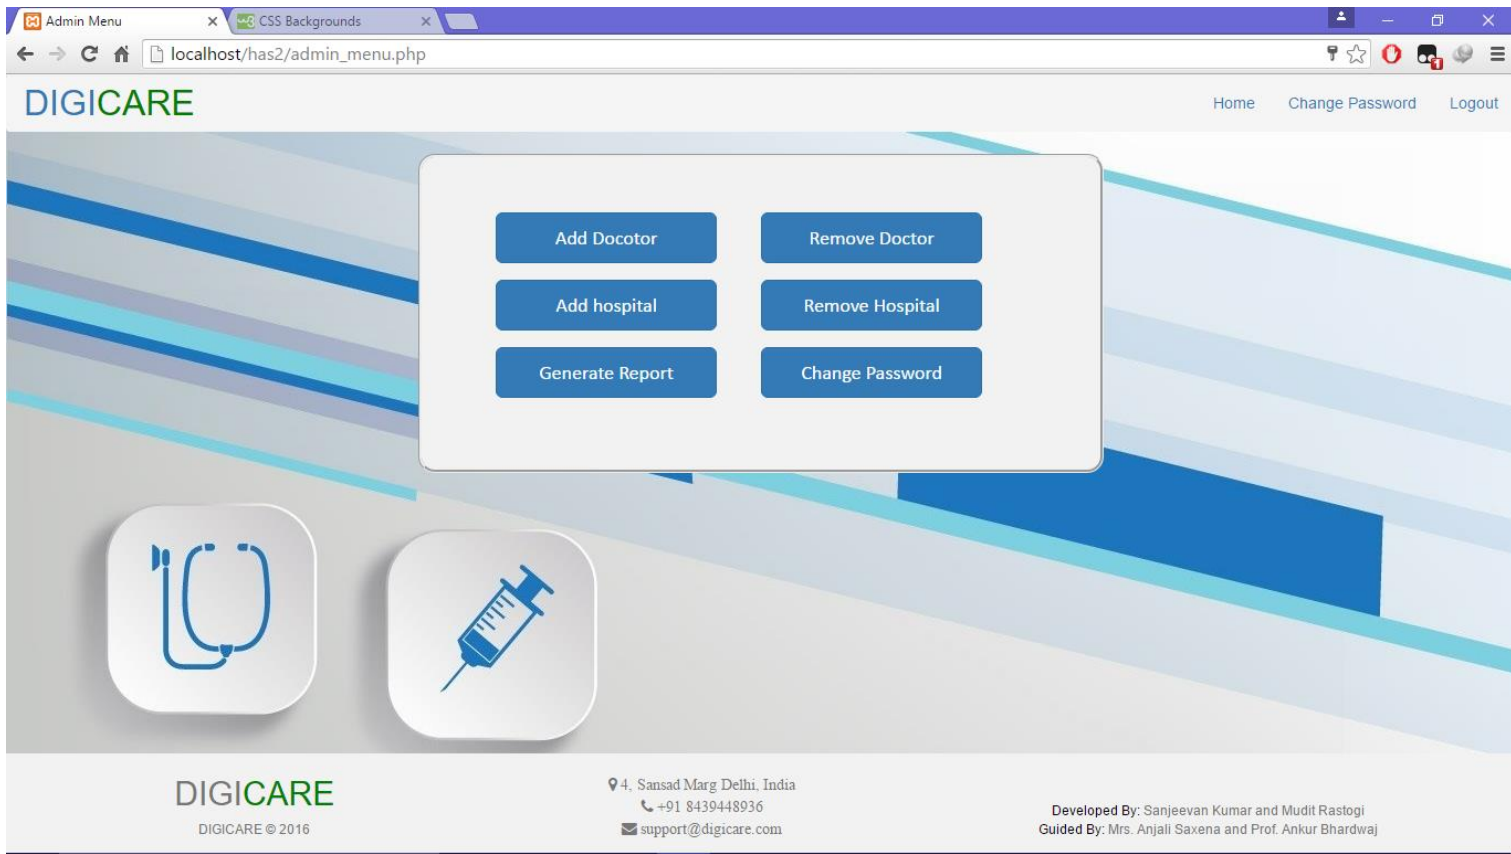 Admin Menu
CSS Backgrounds
localhost/has2/admin_menu.php
1
DIGICARE
Home
Change Password
Logout
Add Docotor
Remove Doctor
Add hospital
Remove Hospital
Generate Report
Change Password
DIGICARE
DIGICARE © 2016
4, Sansad Marg Delhi, India
+91 8439448936
support@digicare.com
Developed By: Sanjeevan Kumar and Mudit Rastogi
Guided By: Mrs. Anjali Saxena and Prof. Ankur Bhardwaj